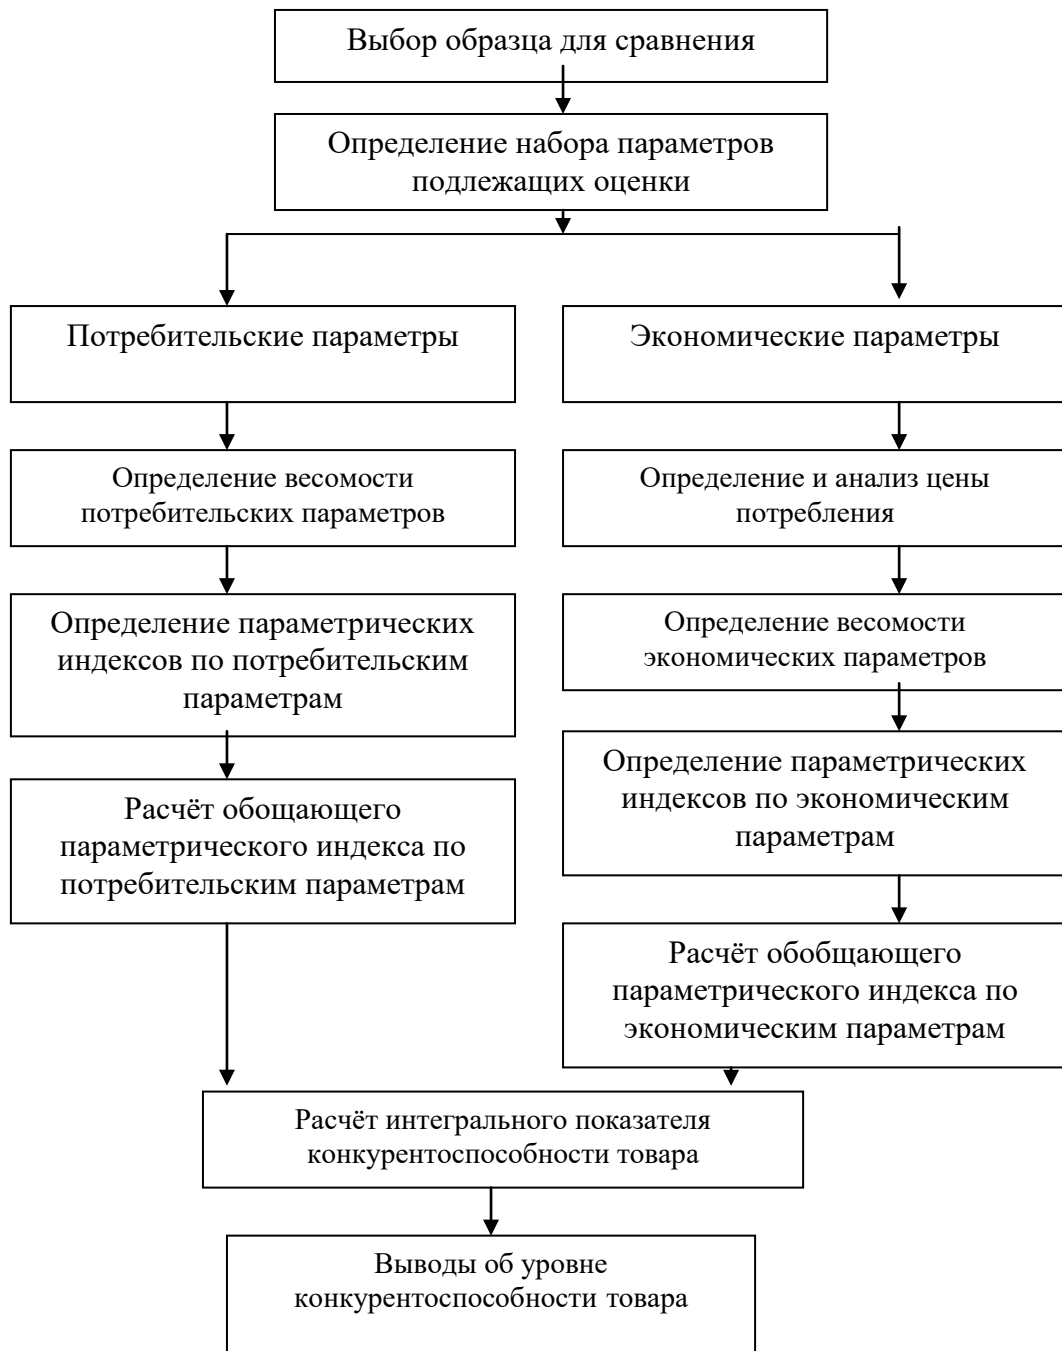 Выбор образца для сравнения
Определение набора параметров
подлежащих оценки
Потребительские параметры
Экономические параметры
Определение весомости
потребительских параметров
Определение и анализ цены
потребления
Определение параметрических
индексов по потребительским
параметрам
Определение весомости
экономических параметров
Расчёт обощающего
параметрического индекса по
потребительским параметрам
Определение параметрических
индексов по экономическим
параметрам
Расчёт обобщающего
параметрического индекса по
экономическим параметрам
Расчёт интегрального показателя
конкурентоспособности товара
Выводы об уровне
конкурентоспособности товара